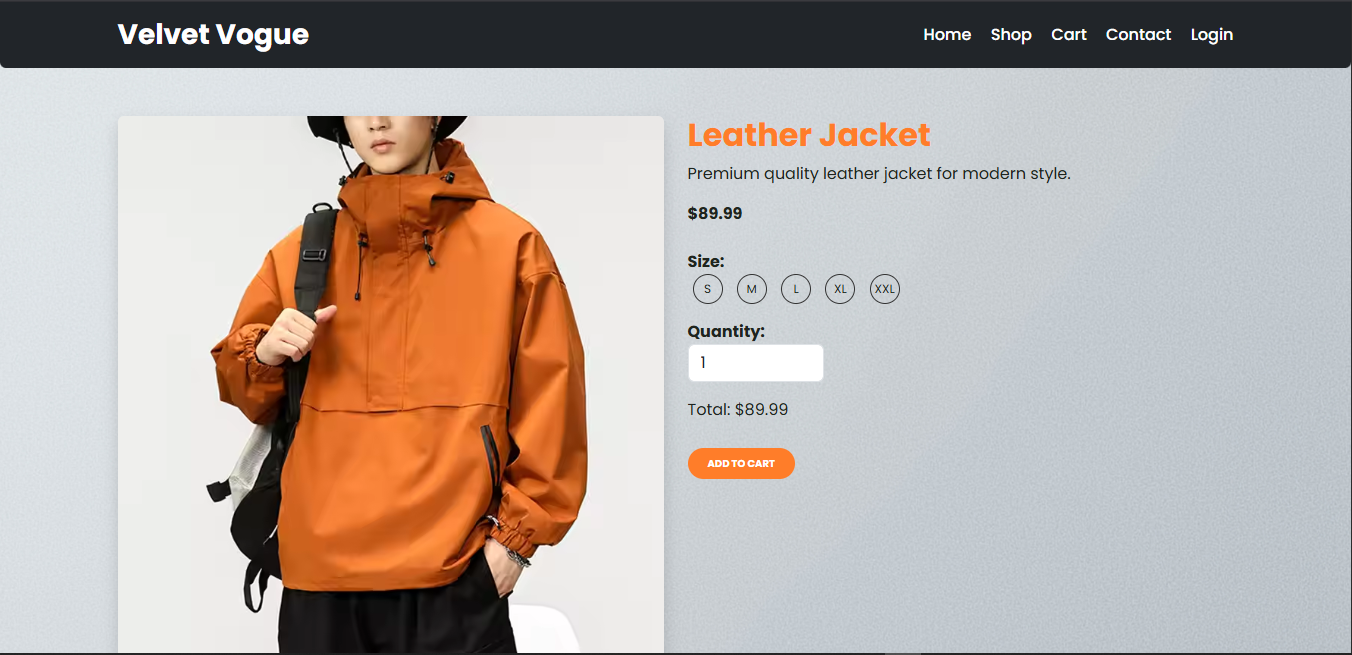 Velvet Vogue
Home Shop Cart Contact Login
Leather Jacket
Premium quality leather jacket for modern style.
$89.99
Size:
S M L XL XXL
Quantity:
1
Total: $89.99
ADD TO CART